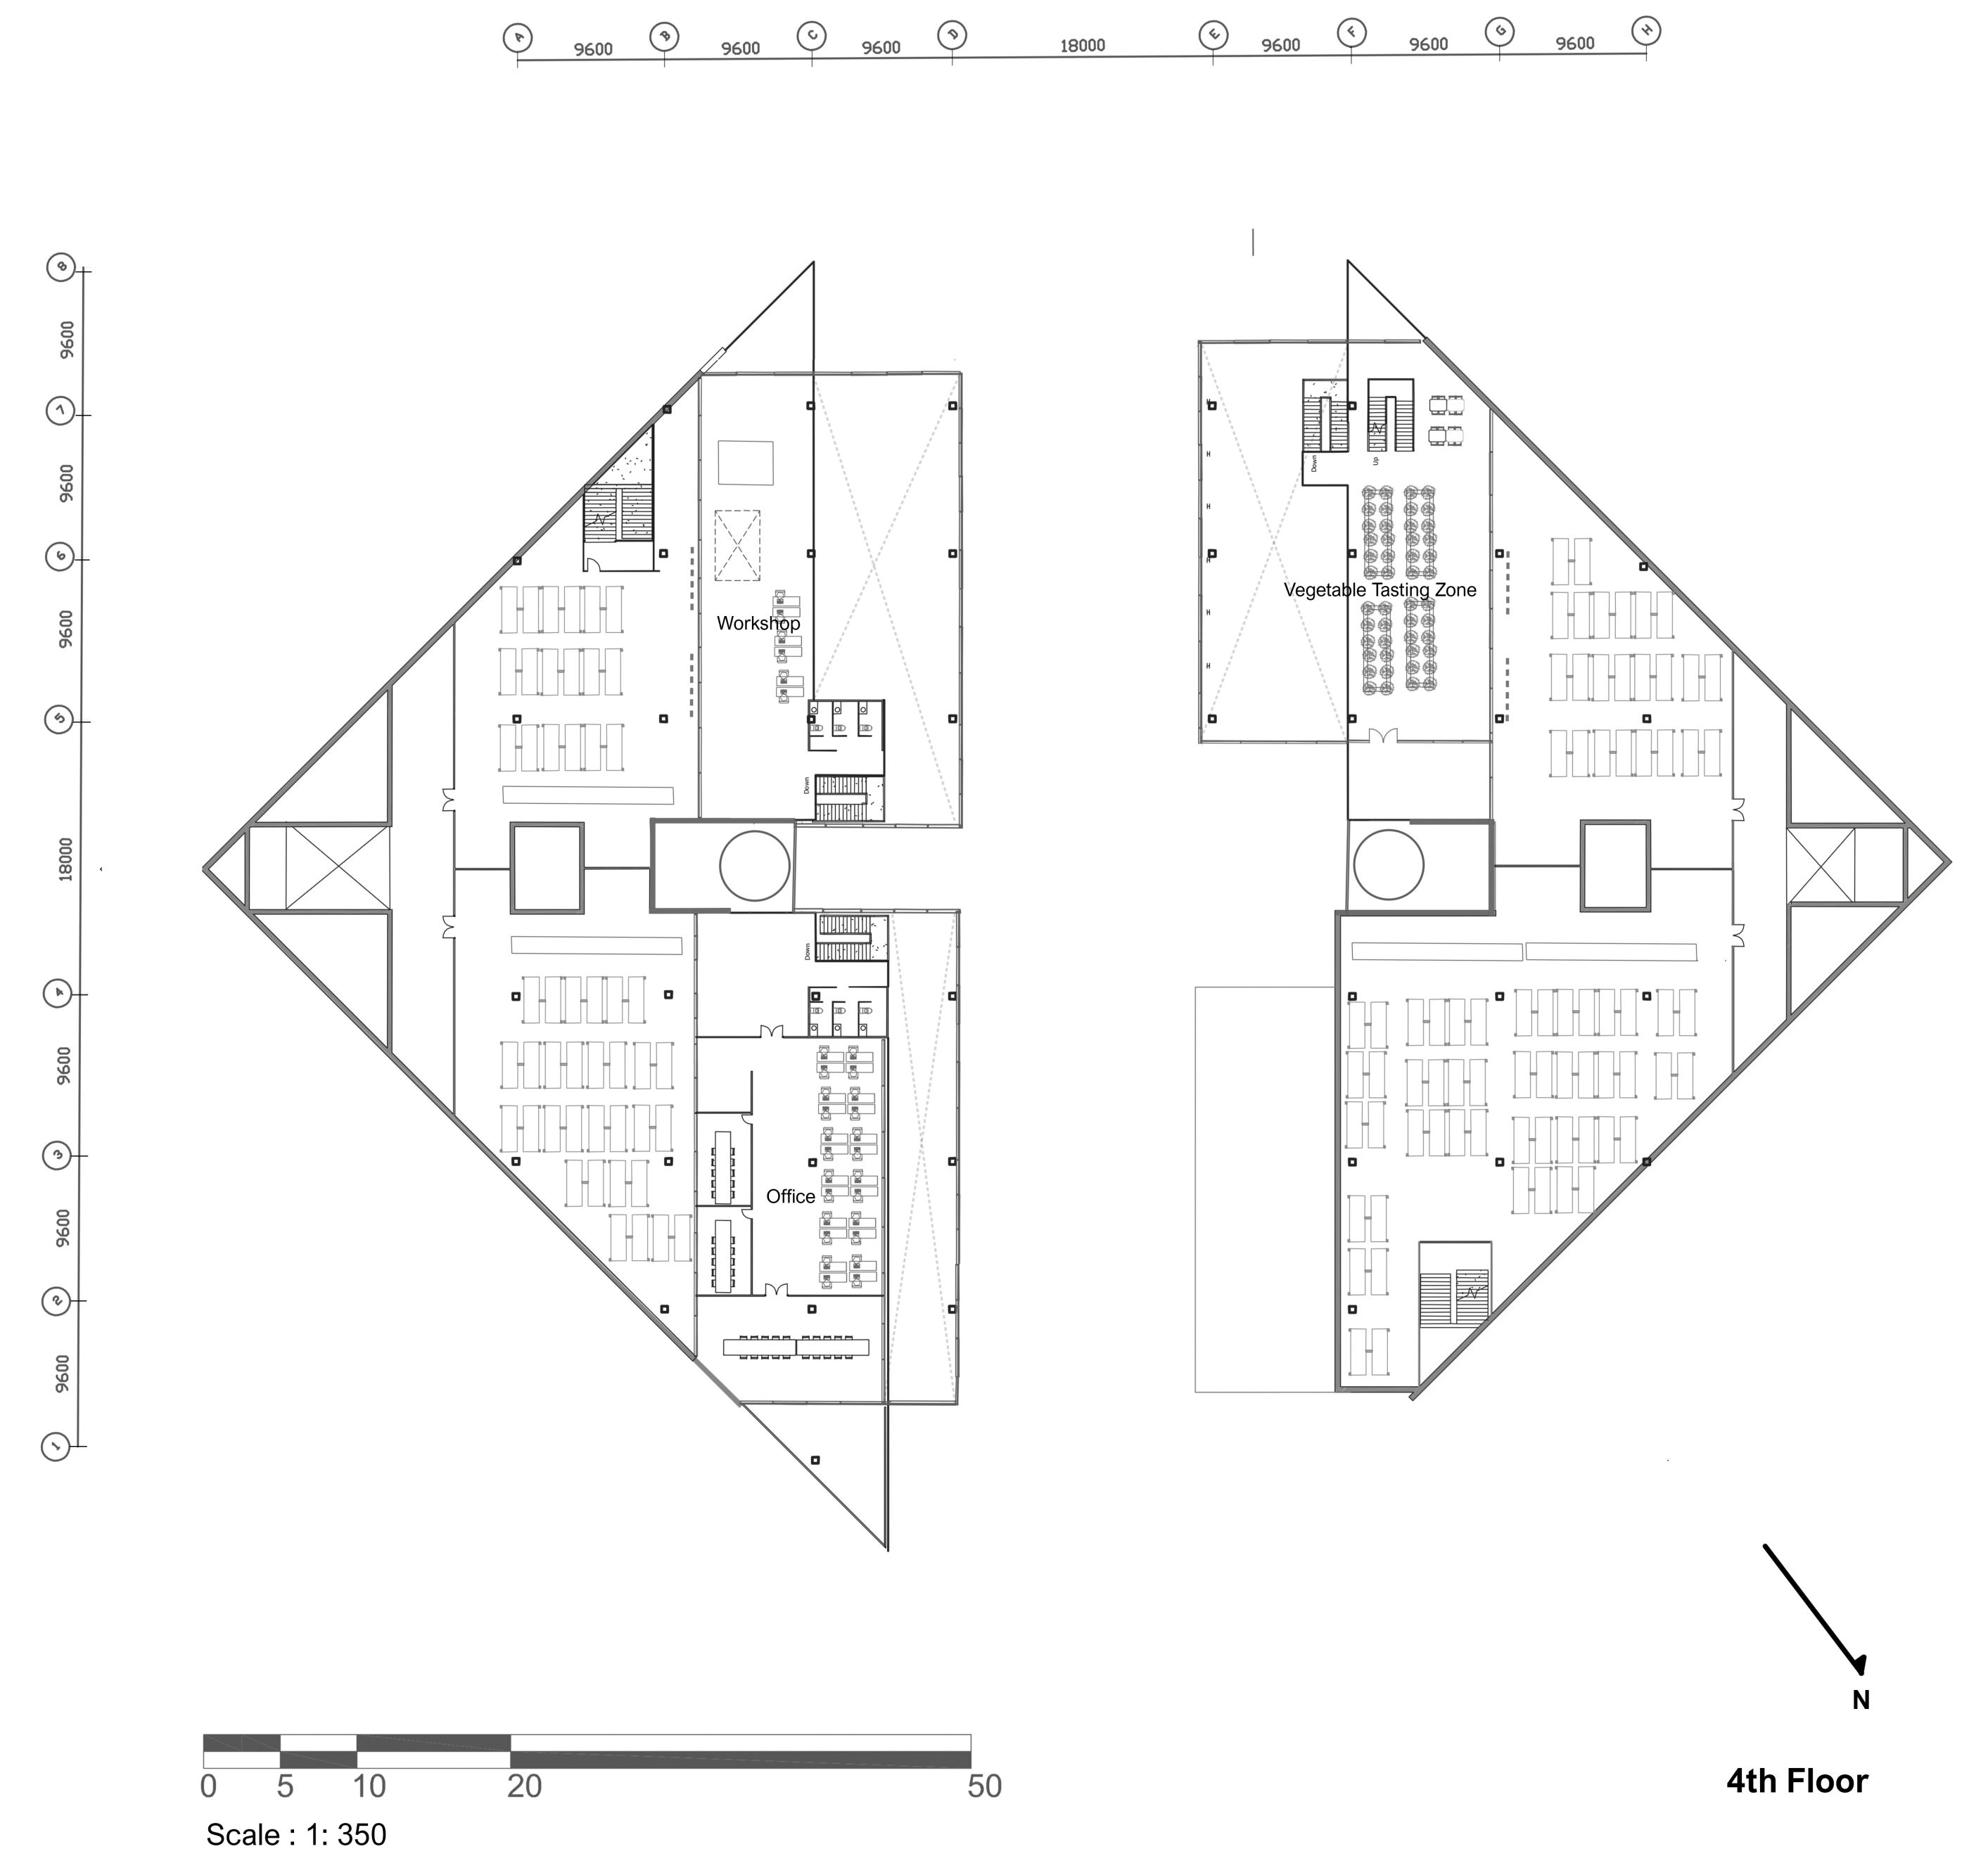 A B C D E F G H
9600 9600 9600 18000 9600 9600 9600
8
9600
7
9600
6
9600
5
18000
4
9600
3
9600
2
9600
1
Down
Up
Vegetable Tasting Zone
Workshop
Down
Down
Office
N
0 5 10 20 50
4th Floor
Scale : 1: 350